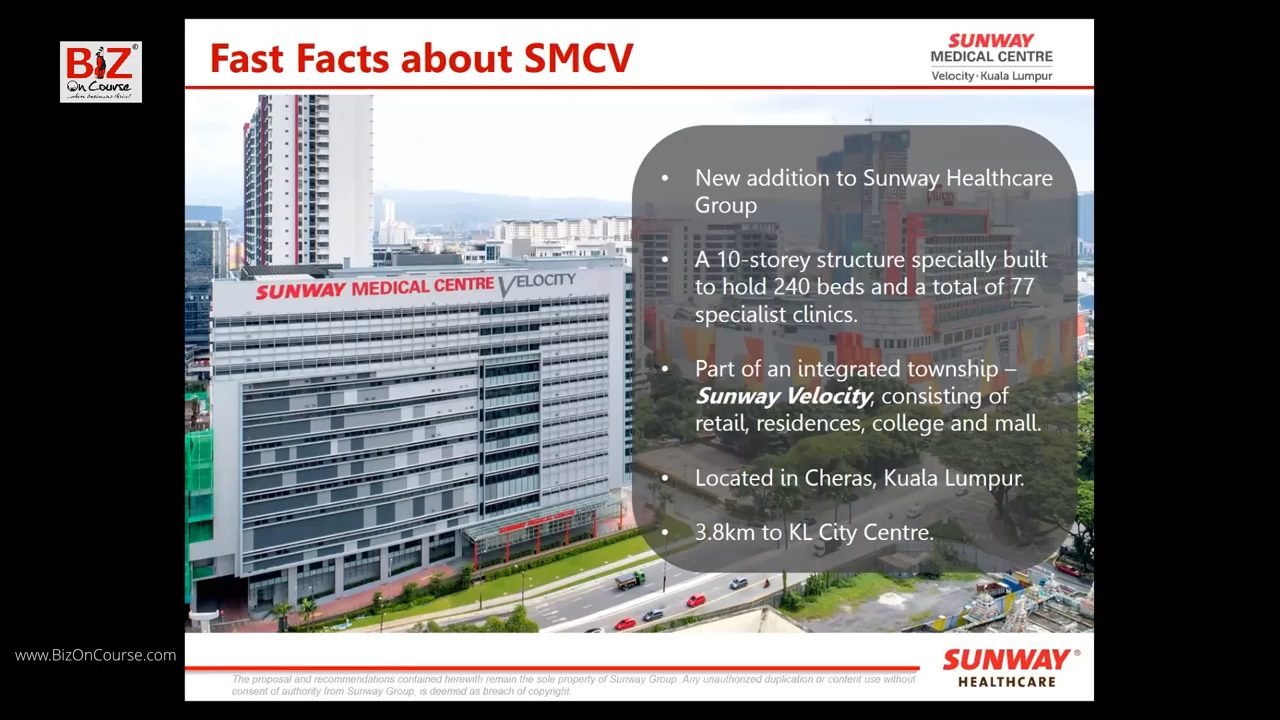 BiZ
On Course
Fast Facts about SMCV
SUNWAY
MEDICAL CENTRE
Velocity • Kuala Lumpur
SUNWAY MEDICAL CENTRE VELOCITY
SUNWAY MEDICAL CENTRE
• New addition to Sunway Healthcare
Group
• A 10-storey structure specially built
to hold 240 beds and a total of 77
specialist clinics.
• Part of an integrated township –
Sunway Velocity, consisting of
retail, residences, college and mall.
• Located in Cheras, Kuala Lumpur.
• 3.8km to KL City Centre.
www.BizOnCourse.com
The proposal and recommendations contained herewith remain the sole property of Sunway Group. Any unauthorized duplication or content use without
consent of authority from Sunway Group, is deemed as breach of copyright.
SUNWAY®
HEALTHCARE